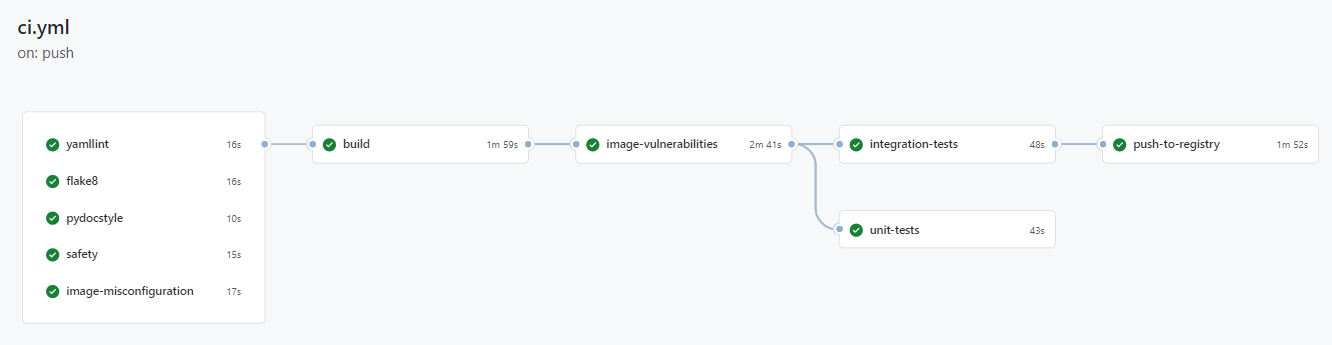 ci.yml
on: push
yamllint 16s
flake8 16s
pydocstyle 10s
safety 15s
image-misconfiguration 17s
build 1m 59s
image-vulnerabilities 2m 41s
integration-tests 48s
unit-tests 43s
push-to-registry 1m 52s